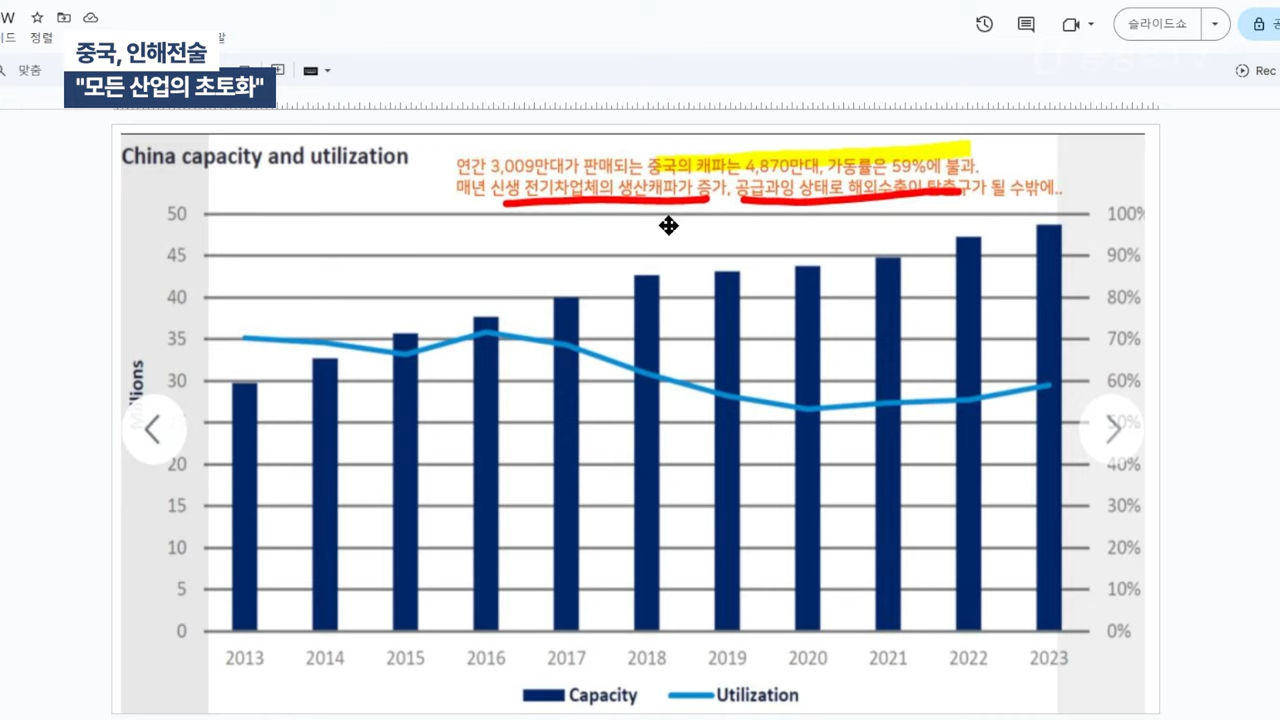 중국, 인해전술
"모든 산업의 초토화"
정렬
맞춤
슬라이드쇼
Rec
China capacity and utilization
연간 3,009만대가 판매되는 중국의 캐파는 4,870만대, 가동률은 59%에 불과.
매년 신생 전기차업체의 생산캐파가 증가, 공급과잉 상태로 해외수출이 탈출구가 될 수밖에..
50
45
40
35
30
20
15
10
5
0
100%
90%
80%
70%
60%
50%
40%
30%
20%
10%
0%
2013 2014 2015 2016 2017 2018 2019 2020 2021 2022 2023
Capacity Utilization